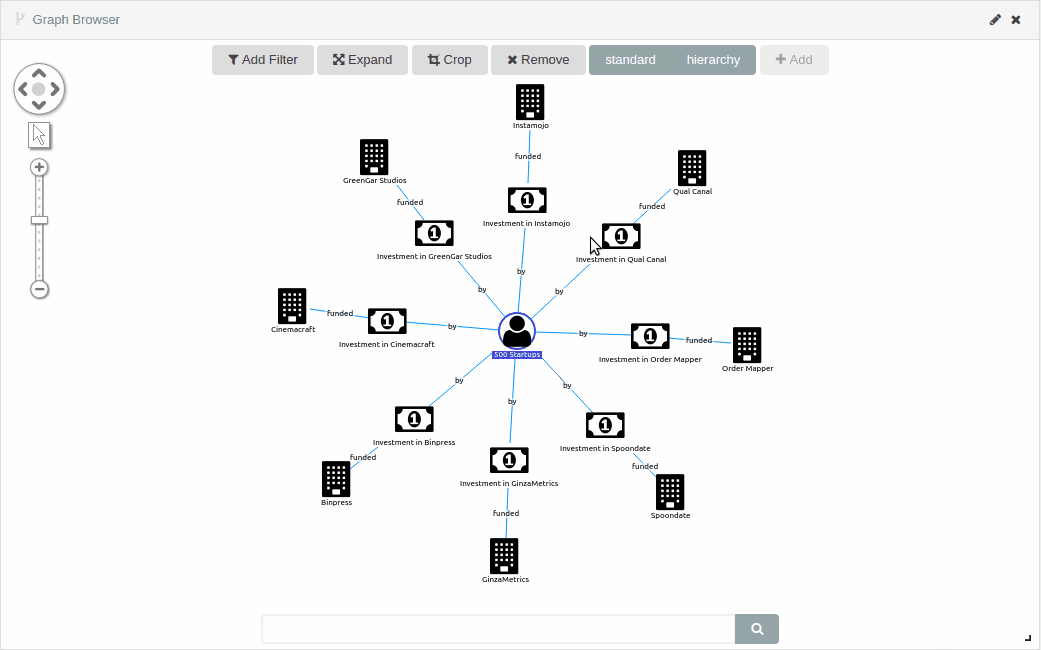 Graph Browser
Add Filter
Expand
Crop
Remove
standard
hierarchy
Add
Instamojo
funded
GreenGar Studios
Qual Canal
funded
funded
Investment in Instamojo
Investment in GreenGar Studios
Investment in Qual Canal
by
by
by
Cinemacraft
funded
by
Investment in Cinemacraft
500 Startups
by
funded
Investment in Order Mapper
Order Mapper
by
by
by
Investment in Binpress
Investment in Spoondate
funded
funded
Binpress
Investment in GinzaMetrics
Spoondate
funded
GinzaMetrics